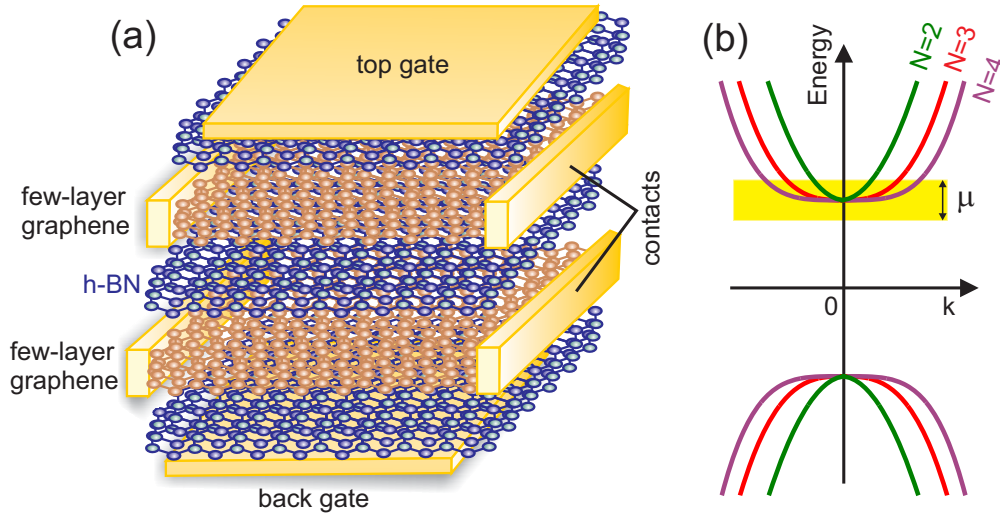 (a)
top gate
few-layer
graphene
h-BN
few-layer
graphene
contacts
back gate
(b)
Energy
N=2
N=3
N=4
μ
0
k